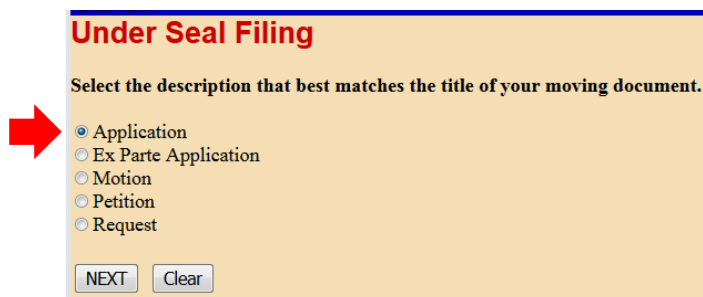 Under Seal Filing
Select the description that best matches the title of your moving document.
Application
Ex Parte Application
Motion
Petition
Request
NEXT Clear